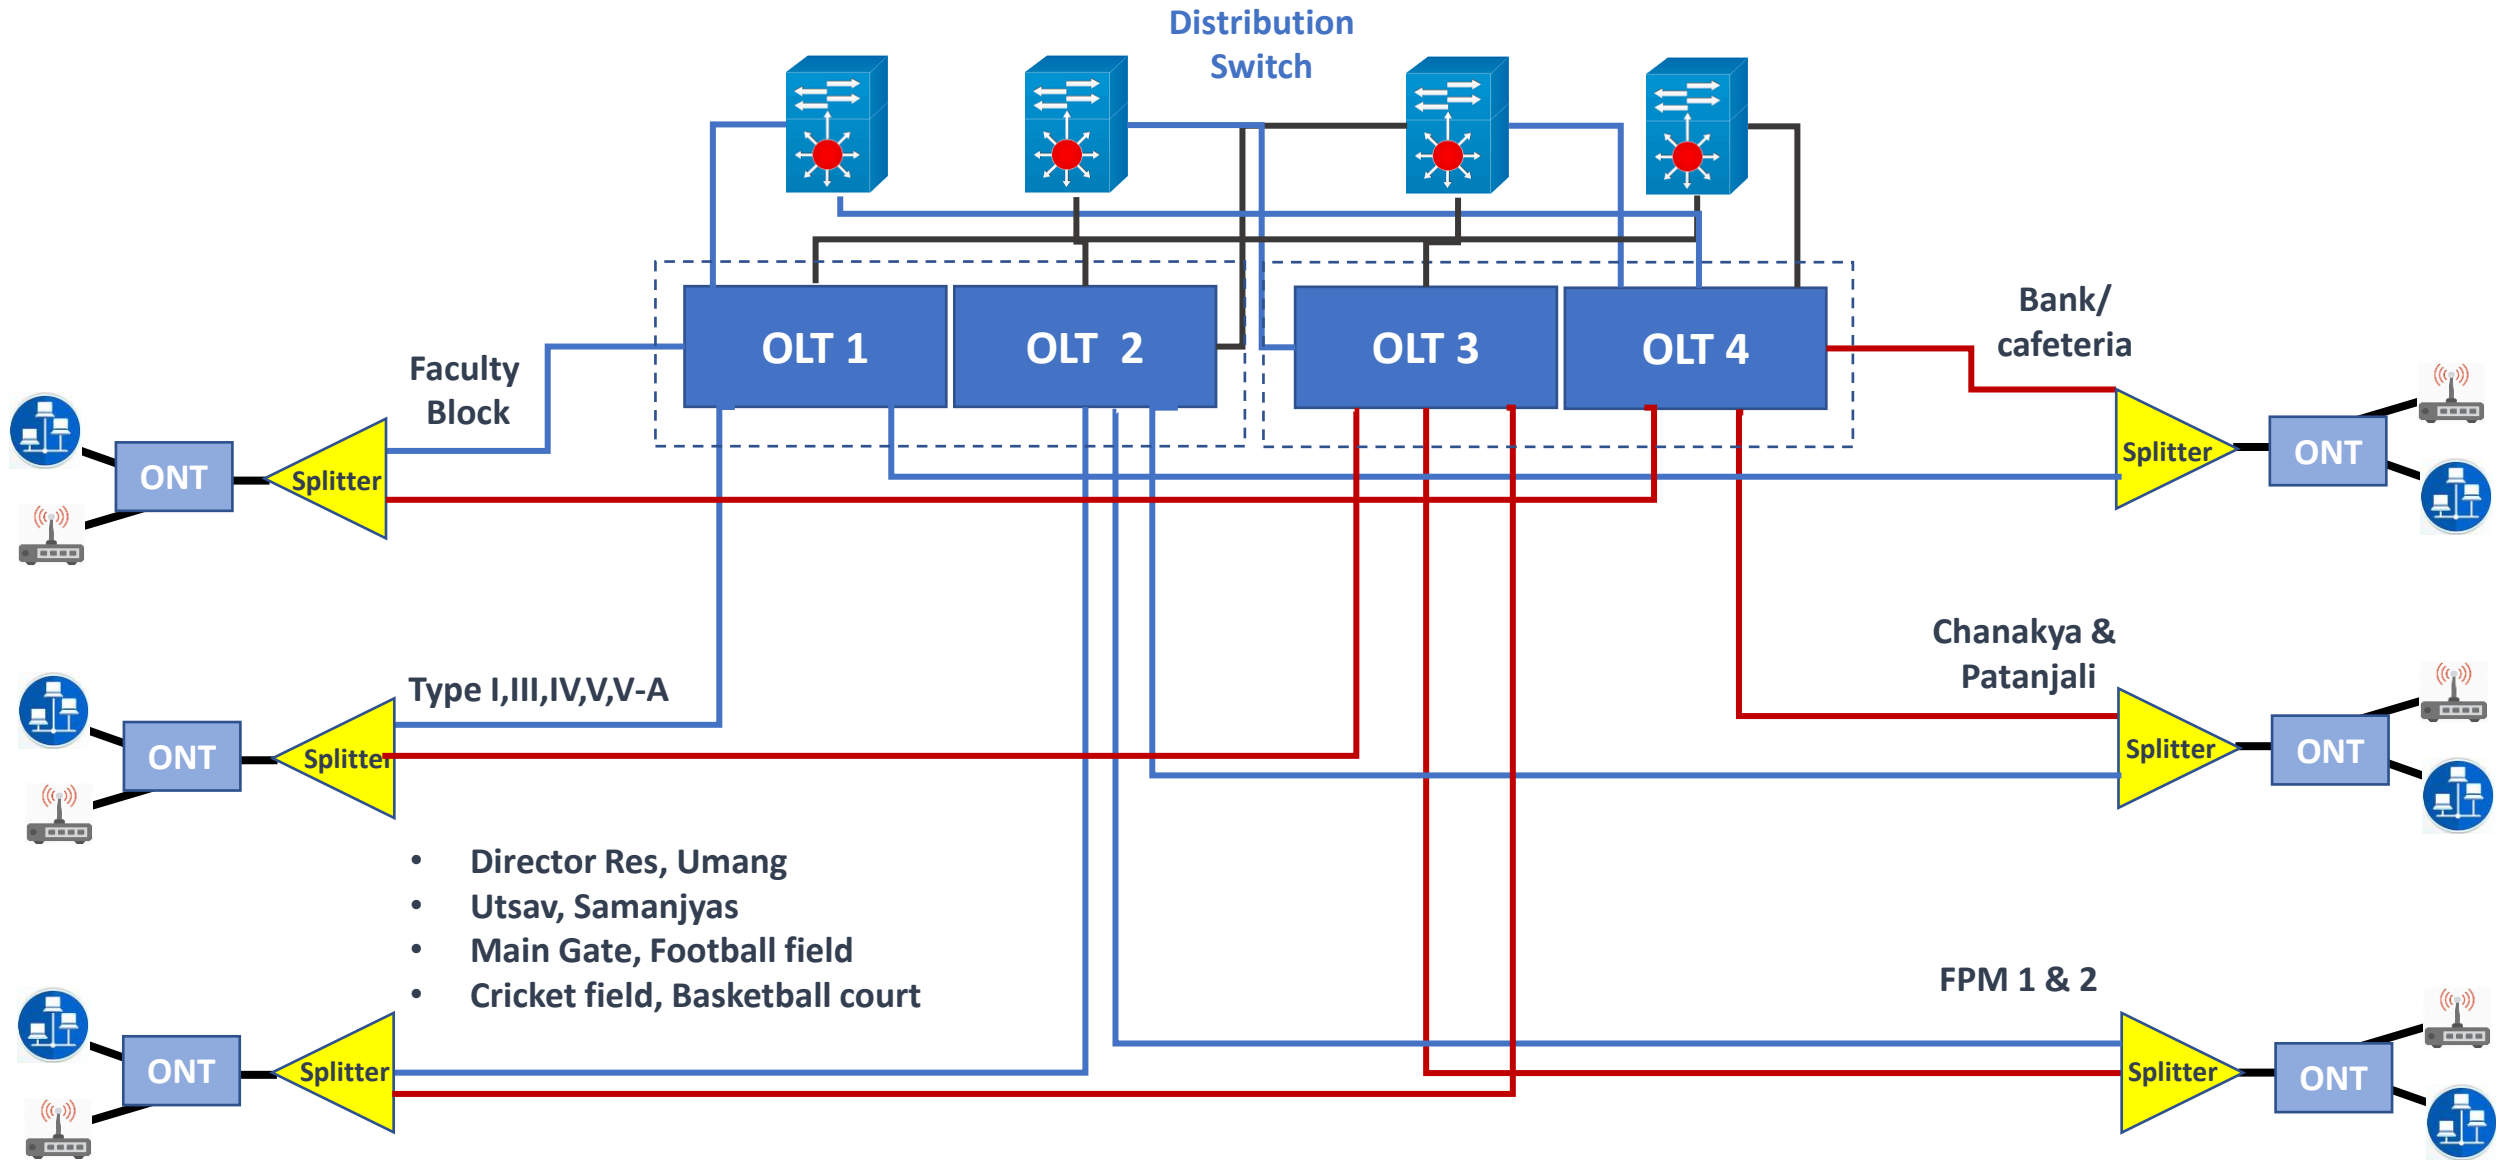 Distribution
Switch
OLT 1
OLT 2
OLT 3
OLT 4
Bank/
cafeteria
Faculty
Block
ONT
Splitter
Splitter
ONT
Chanakya &
Patanjali
Type I,III,IV,V,V-A
ONT
Splitter
Splitter
ONT
• Director Res, Umang
• Utsav, Samanjyas
• Main Gate, Football field
• Cricket field, Basketball court
FPM 1 & 2
ONT
Splitter
Splitter
ONT